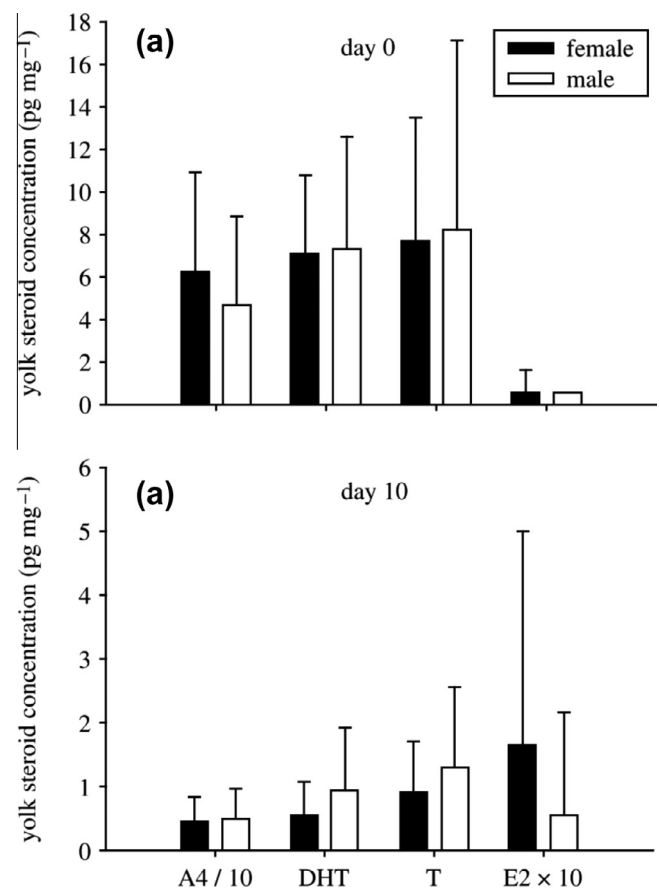 (a)
day 0
female
male
yolk steroid concentration (pg mg⁻¹)
18
16
14
12
10
8
6
4
2
0
(a)
day 10
yolk steroid concentration (pg mg⁻¹)
6
5
4
3
2
1
0
A4 / 10 DHT T E2 × 10